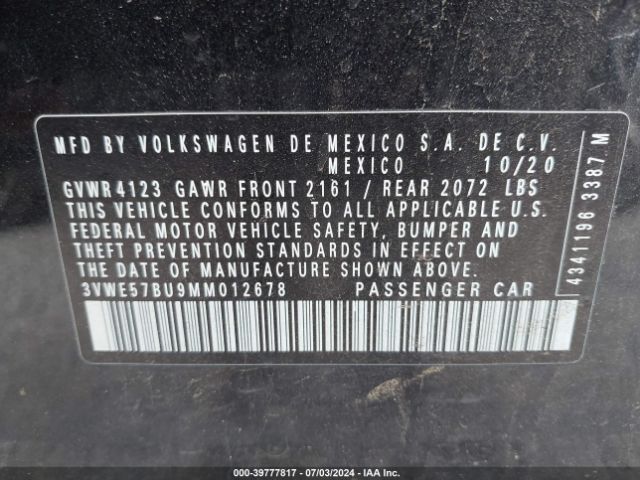 MFD BY VOLKSWAGEN DE MEXICO S.A. DE C.V.
MEXICO 10/20
GVWR 4123 GAWR FRONT 2161 / REAR 2072 LBS
THIS VEHICLE CONFORMS TO ALL APPLICABLE U.S.
FEDERAL MOTOR VEHICLE SAFETY, BUMPER AND
THEFT PREVENTION STANDARDS IN EFFECT ON
THE DATE OF MANUFACTURE SHOWN ABOVE.
3VWE57BU9MM012678 PASSENGER CAR
4341196 3387 M
000-39777817 - 07/03/2024 - IAA Inc.